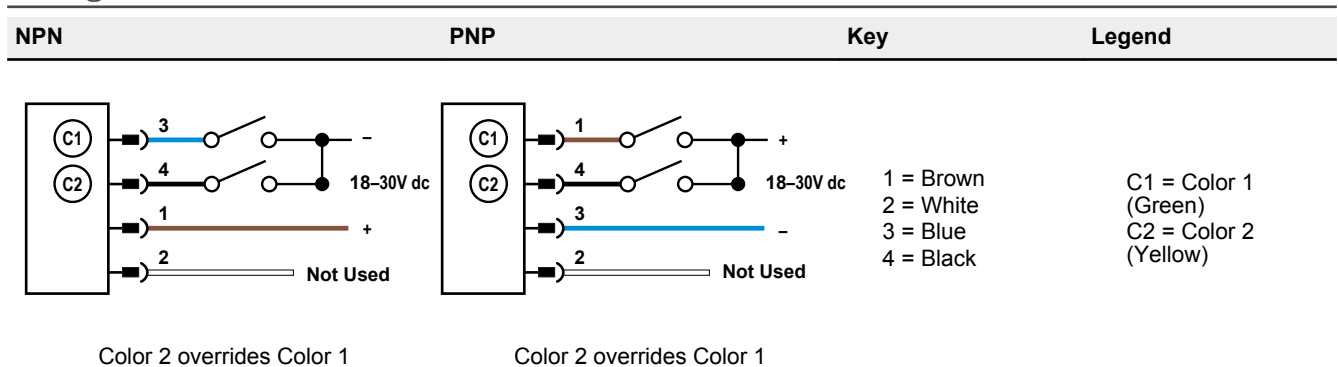 NPN PNP Key Legend
C1 3 –
C2 4 18–30V dc
1 +
2 Not Used
Color 2 overrides Color 1
C1 1 +
C2 4 18–30V dc
3 –
2 Not Used
Color 2 overrides Color 1
1 = Brown
2 = White
3 = Blue
4 = Black
C1 = Color 1
(Green)
C2 = Color 2
(Yellow)